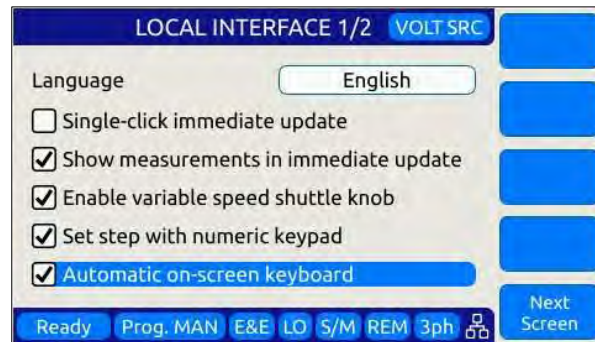 LOCAL INTERFACE 1/2 VOLT SRC
Language English
Single-click immediate update
Show measurements in immediate update
Enable variable speed shuttle knob
Set step with numeric keypad
Automatic on-screen keyboard
Ready Prog. MAN E&E LO S/M REM 3ph
Next
Screen